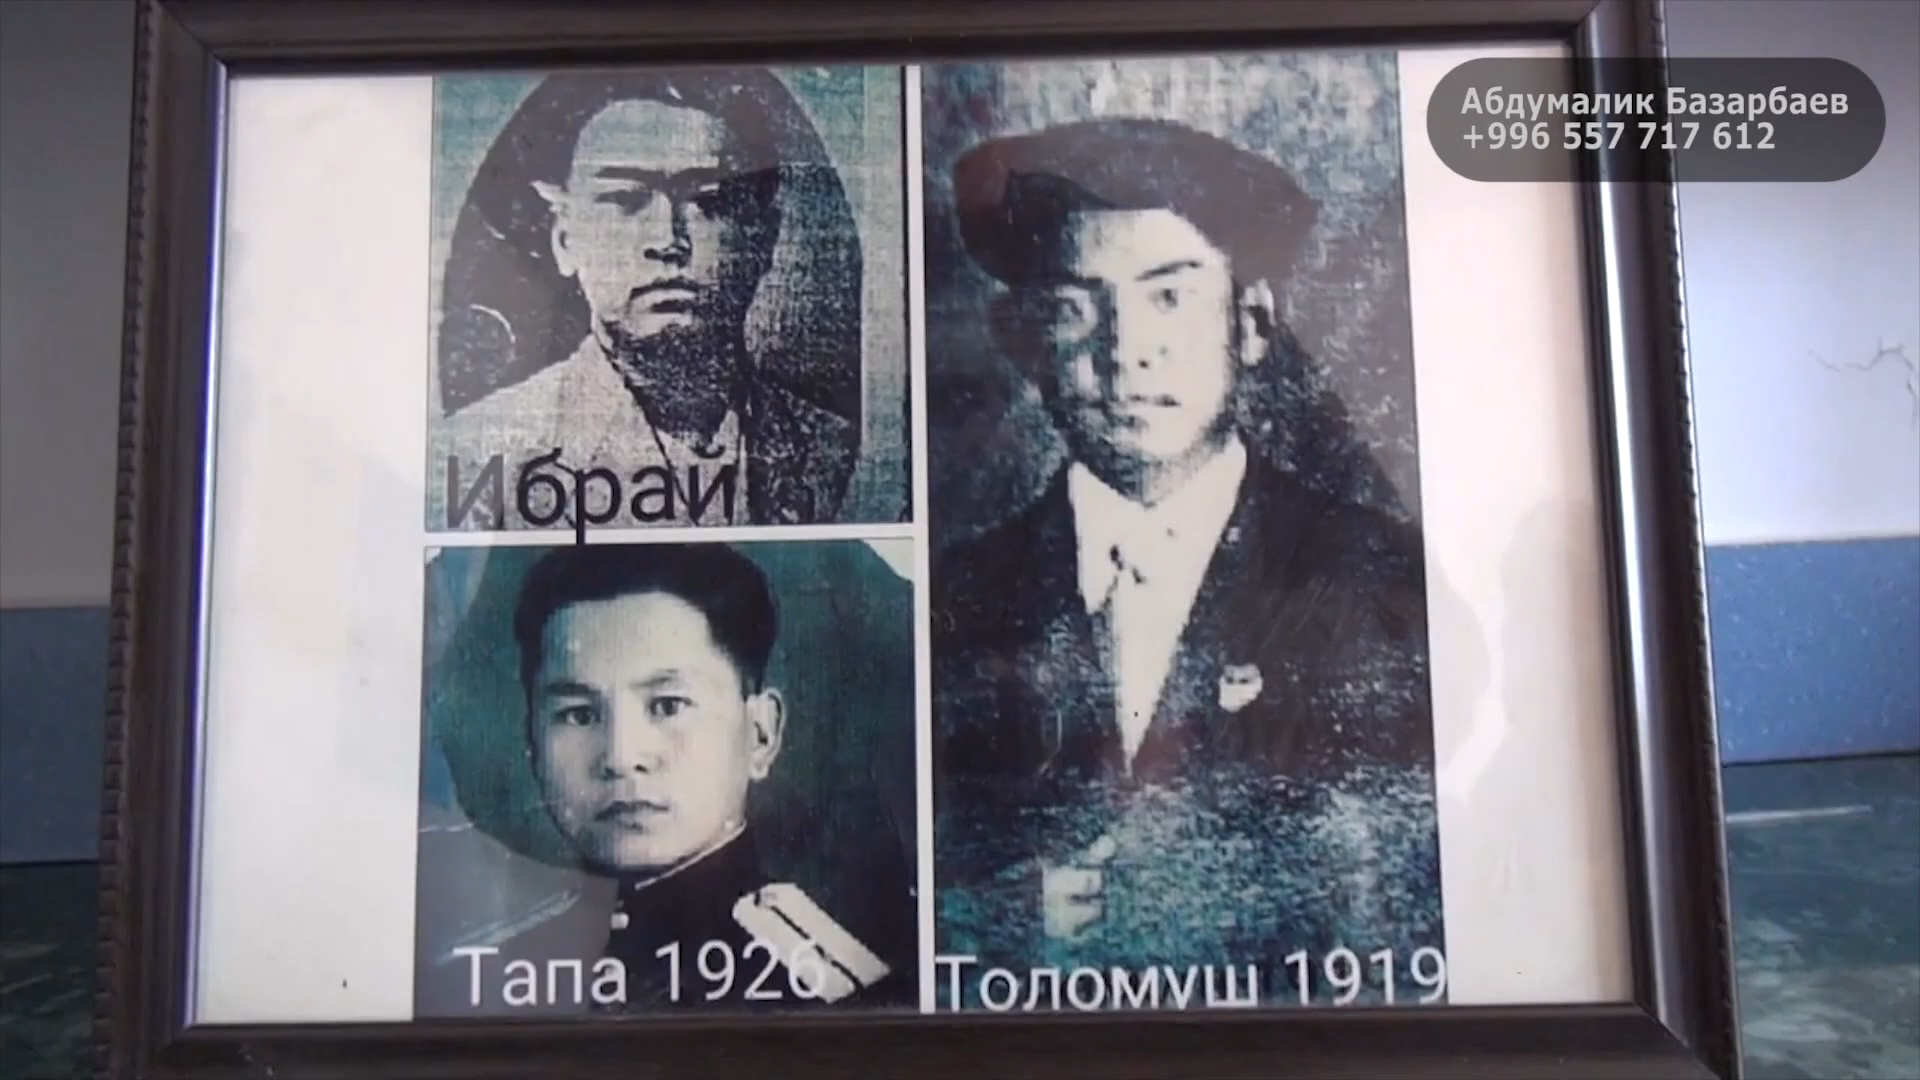 Абдумалик Базарбаев
+996 557 717 612
Ибрай
Тапа 1926
Толомуш 1919